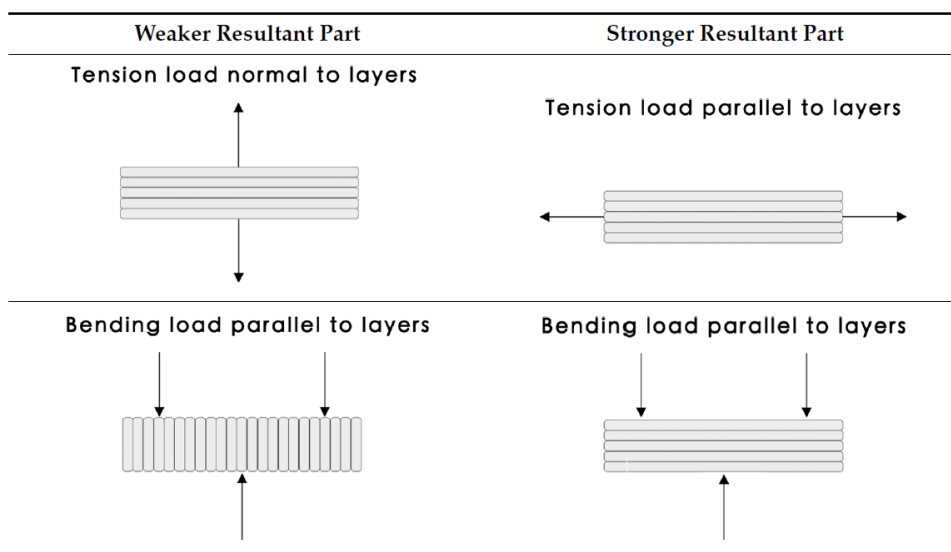 Weaker Resultant Part
Stronger Resultant Part
Tension load normal to layers
Tension load parallel to layers
Bending load parallel to layers
Bending load parallel to layers